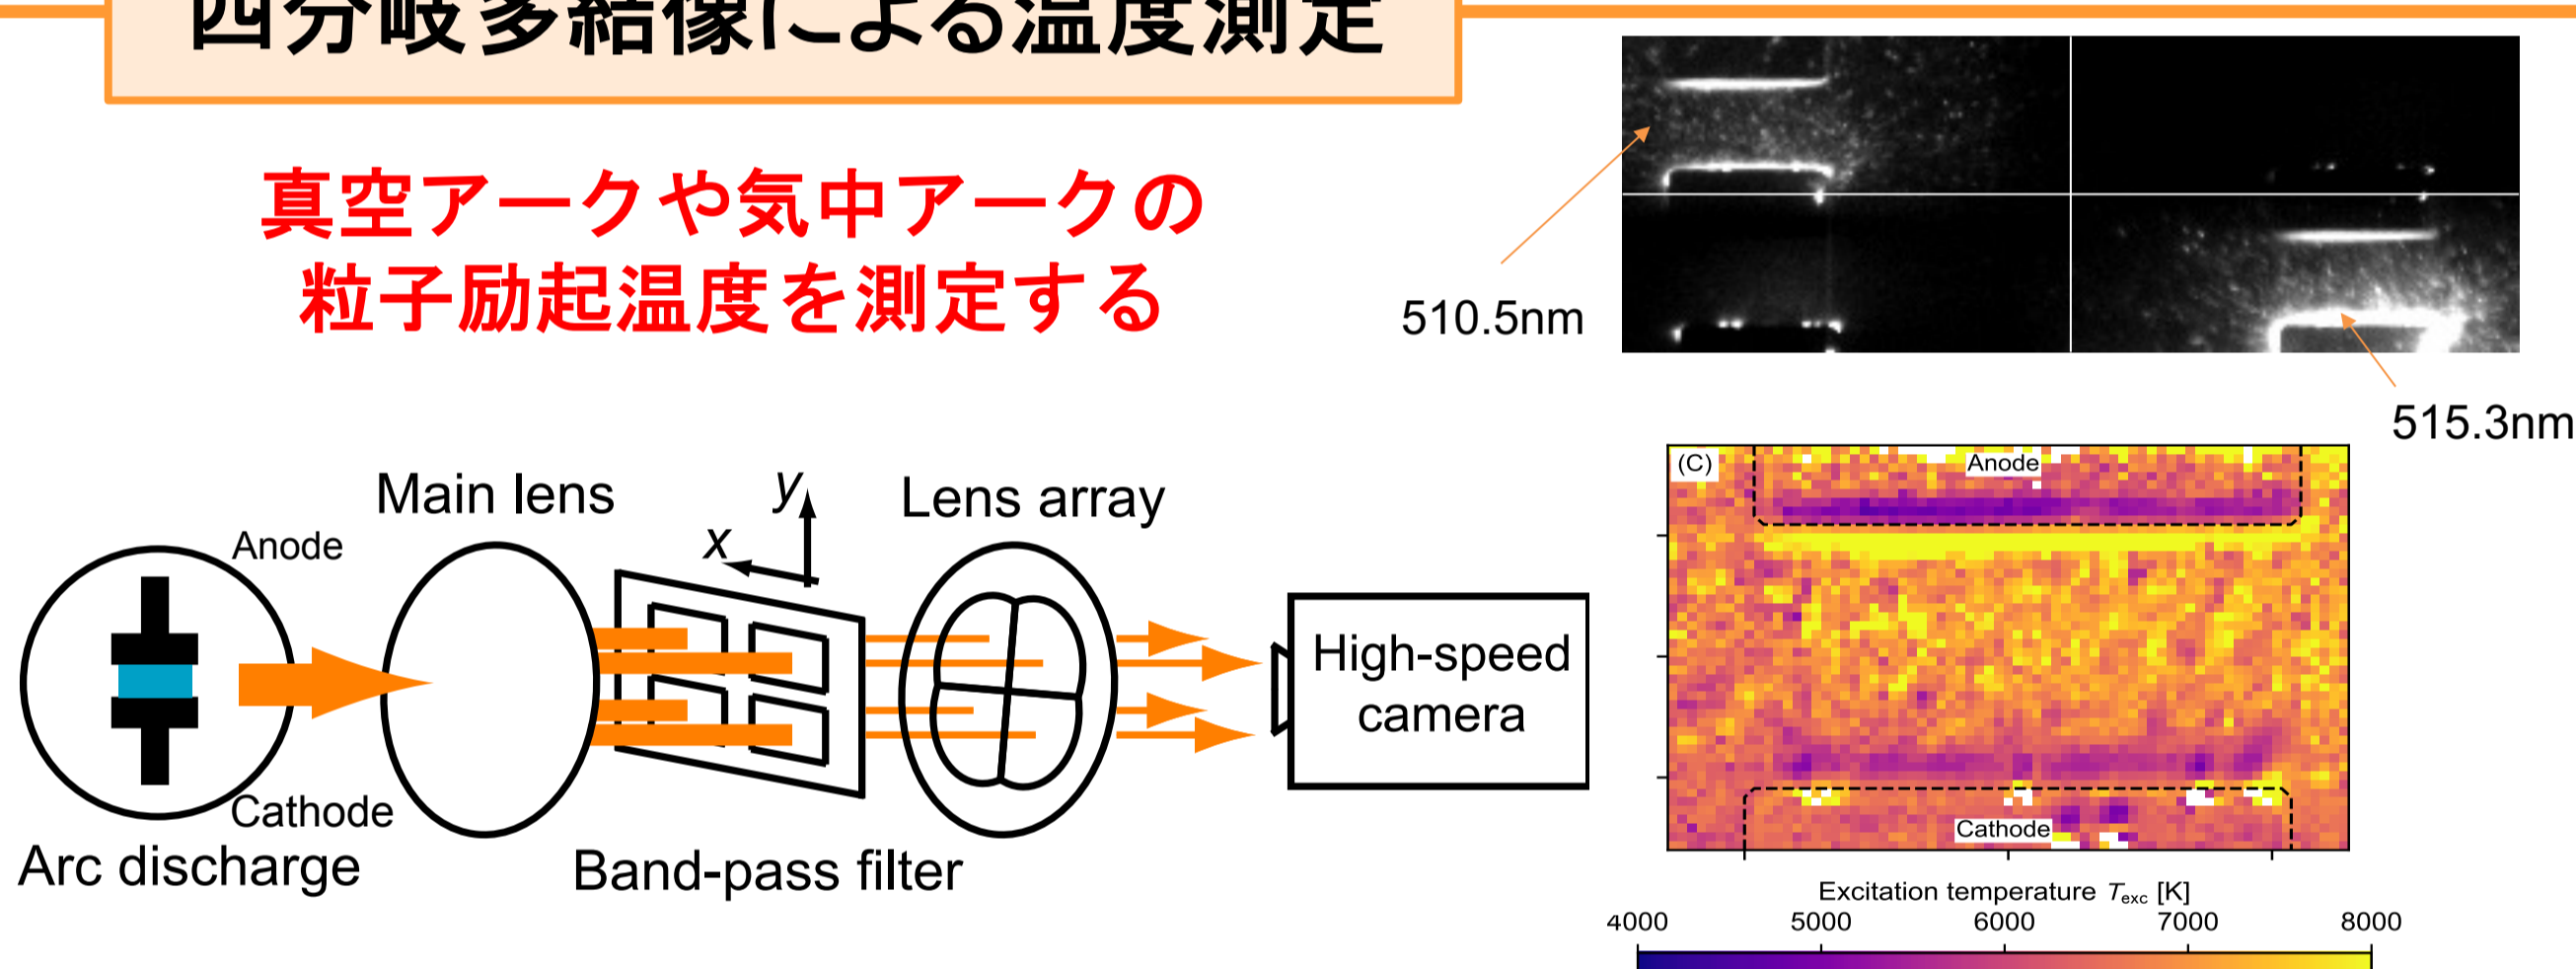 四分岐多結像による温度測定
真空アークや気中アークの
粒子励起温度を測定する
510.5nm
515.3nm
Main lens
y
x
Lens array
Anode
Cathode
Arc discharge
Band-pass filter
High-speed
camera
(C)
Anode
Cathode
Excitation temperature Texc [K]
4000 5000 6000 7000 8000